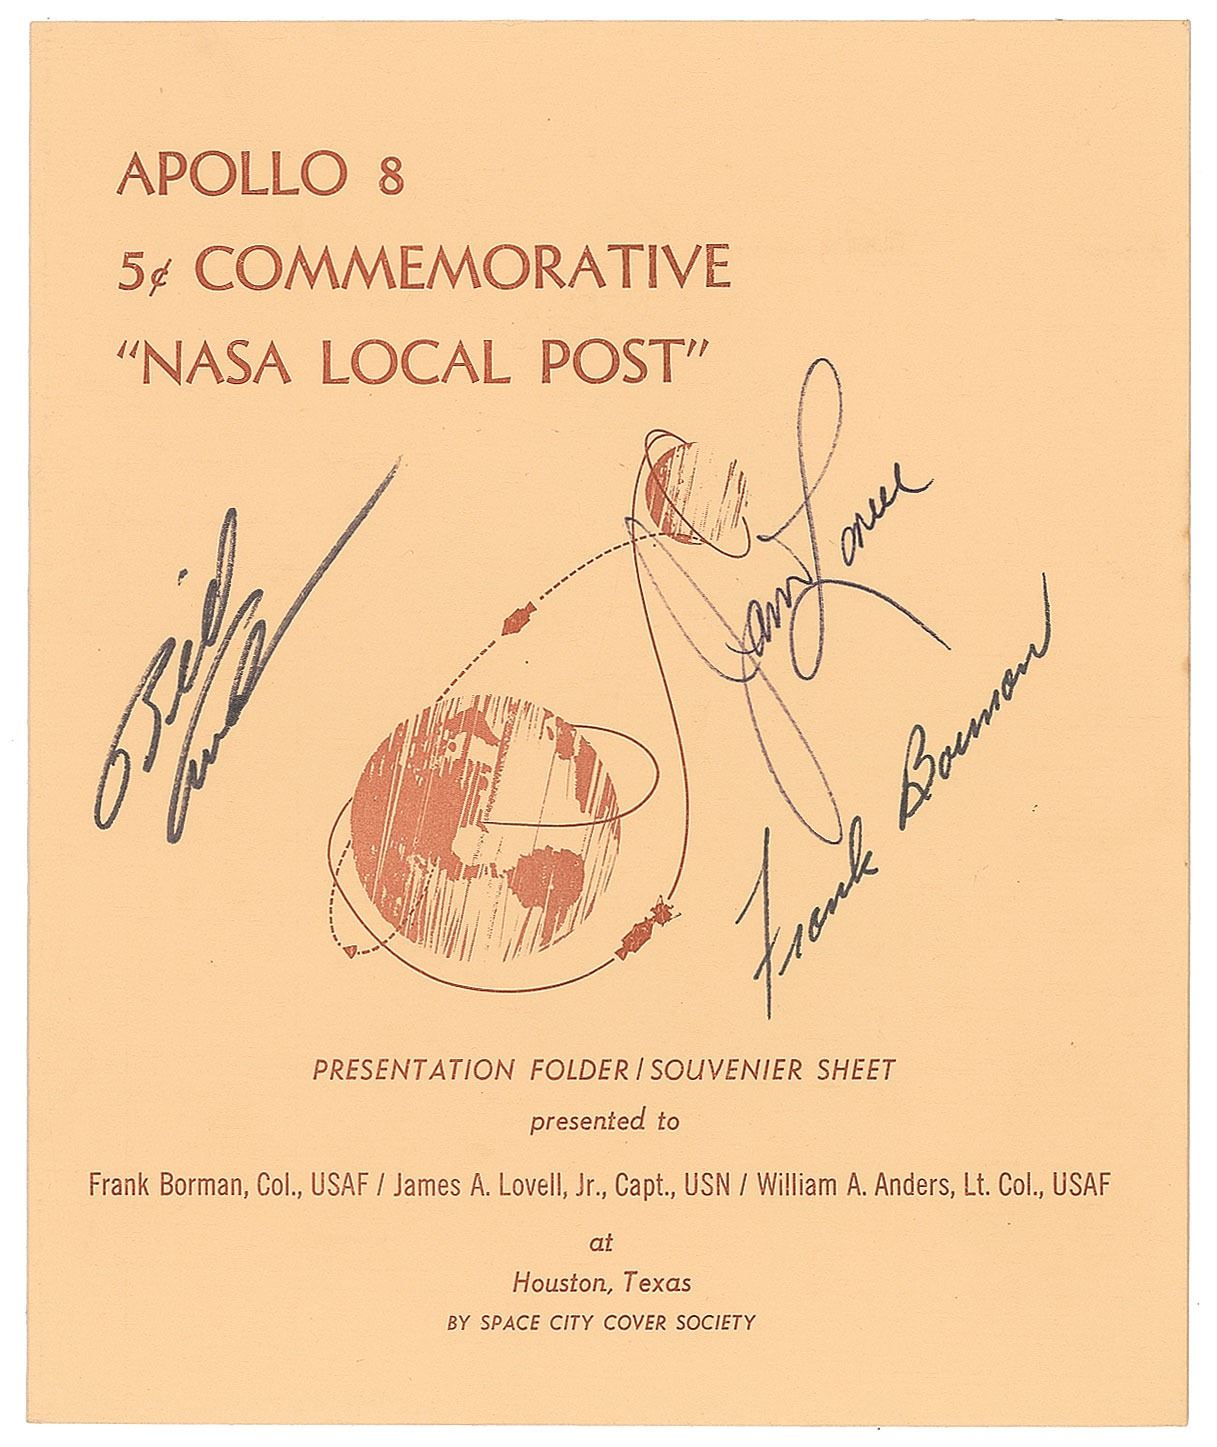 APOLLO 8
5¢ COMMEMORATIVE
“NASA LOCAL POST”
Bill Anders
James Lovell
Frank Borman
PRESENTATION FOLDER / SOUVENIER SHEET
presented to
Frank Borman, Col., USAF / James A. Lovell, Jr., Capt., USN / William A. Anders, Lt. Col., USAF
at
Houston, Texas
BY SPACE CITY COVER SOCIETY